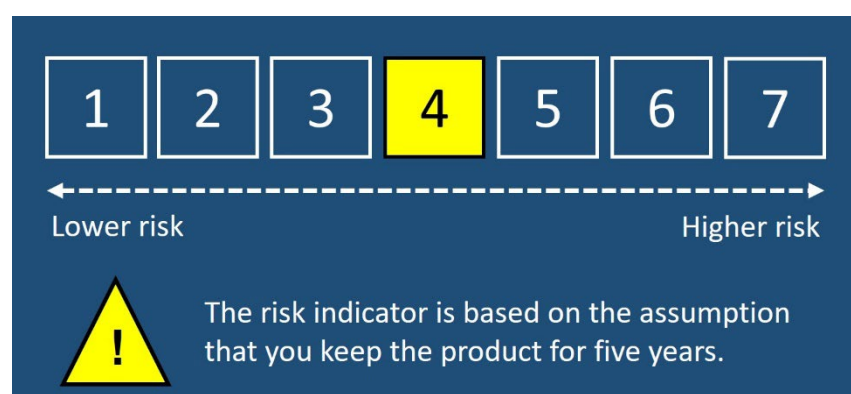 1 2 3 4 5 6 7
Lower risk Higher risk
! The risk indicator is based on the assumption
that you keep the product for five years.